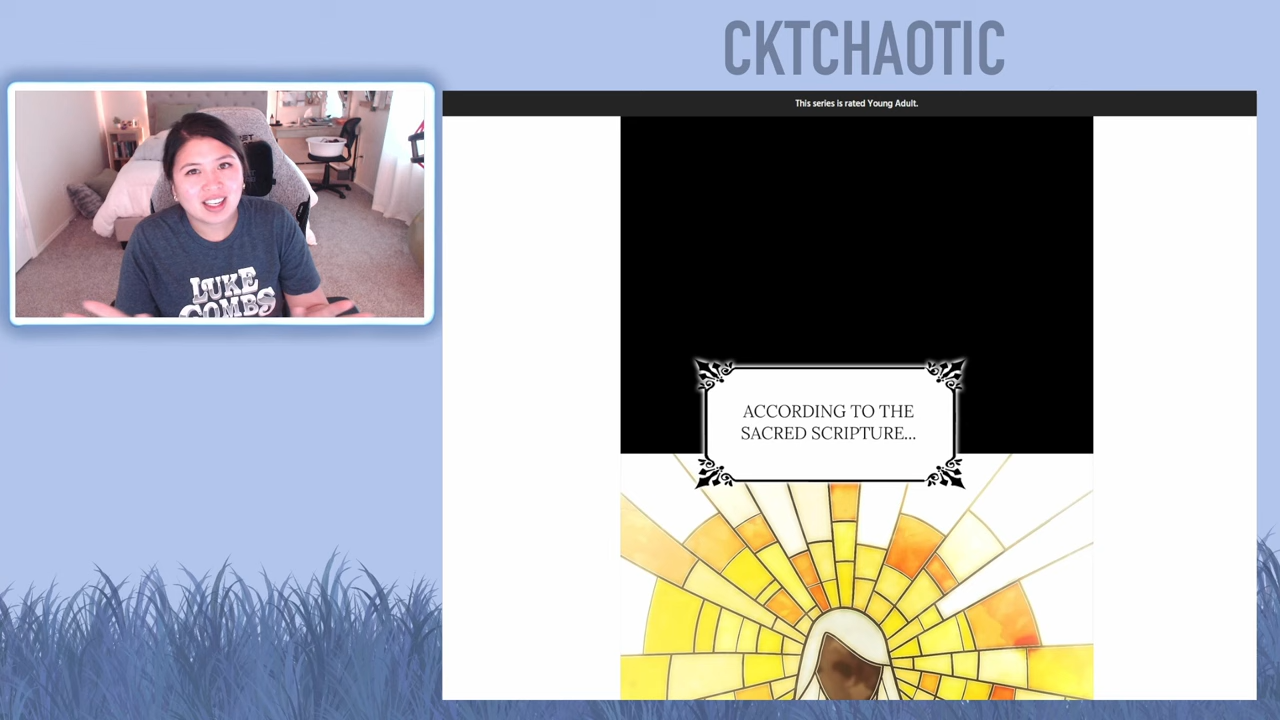 CKTCHAOTIC
This series is rated Young Adult.
LUKE
COMBS
ACCORDING TO THE
SACRED SCRIPTURE...